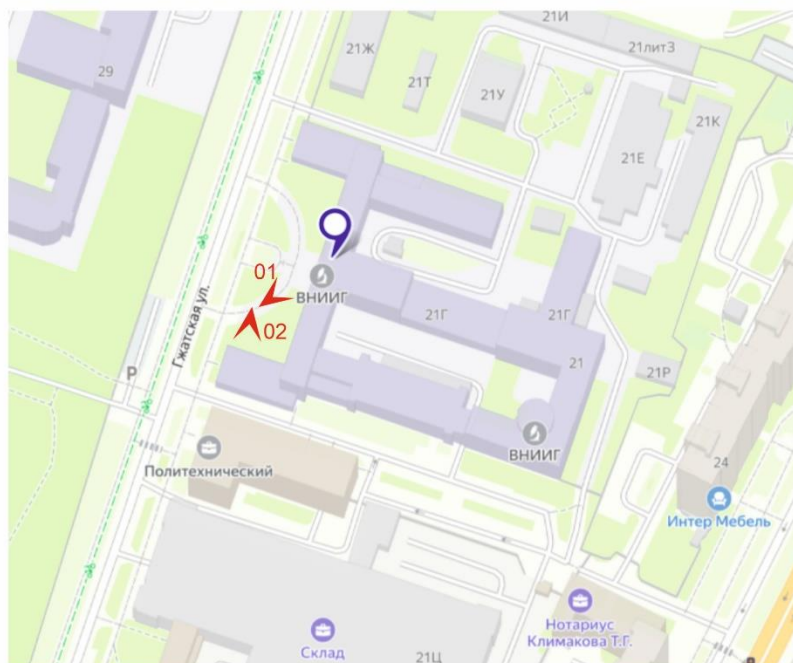 21И
21Ж
21литЗ
29
21Т
21У
21К
21Е
01
ВНИИГ
02
21Г
21Г
Гжатская ул.
21
21Р
Р
ВНИИГ
Политехнический
24
Интер Мебель
Нотариус
Климакова Т.Г.
Склад
21Ц